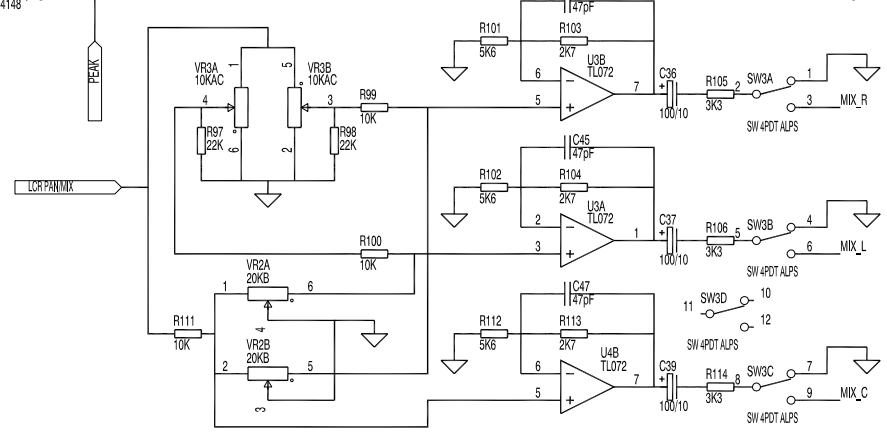 4148
PEAK
LCR PAN/MIX
VR3A
10KAC
1
4
6
VR3B
10KAC
5
3
2
R97
22K
R98
22K
R99
10K
R100
10K
VR2A
20KB
1
6
4
R111
10K
VR2B
20KB
2
5
3
47pF
R101
5K6
R103
2K7
U3B
TL072
6
5
7
C36
+
100/10
R105
3K3
2
SW3A
1
3
MIX_R
SW 4PDT ALPS
C45
47pF
R102
5K6
R104
2K7
U3A
TL072
2
3
1
C37
+
100/10
R106
3K3
5
SW3B
4
6
MIX_L
SW 4PDT ALPS
SW3D
11
10
12
SW 4PDT ALPS
C47
47pF
R112
5K6
R113
2K7
U4B
TL072
6
5
7
C39
+
100/10
R114
3K3
8
SW3C
7
9
MIX_C
SW 4PDT ALPS